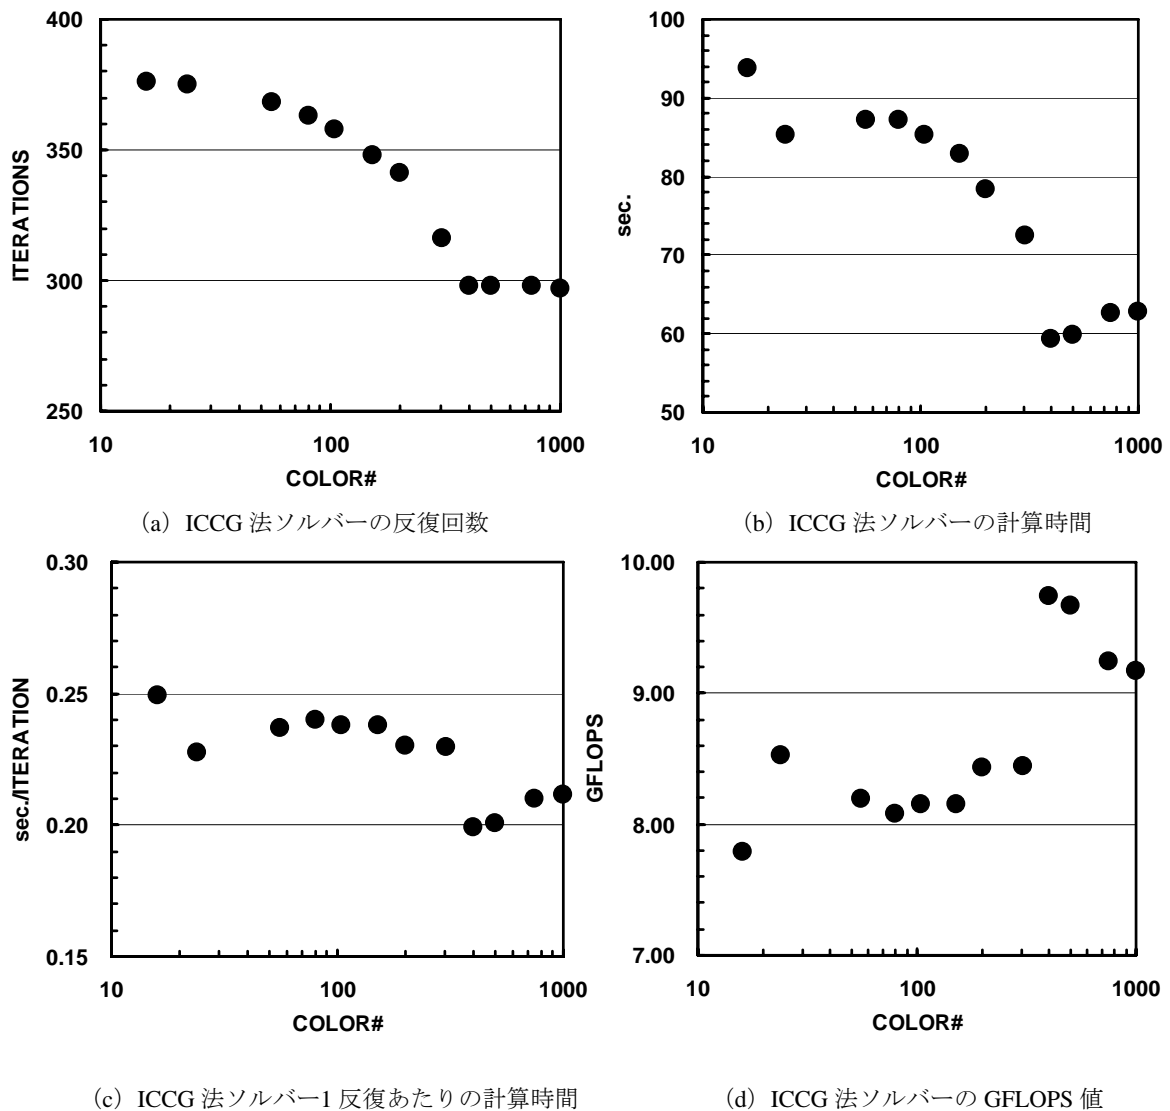 400
350
300
250
ITERATIONS
10
100
1000
COLOR#
(a) ICCG 法ソルバーの反復回数
100
90
80
70
60
50
sec.
10
100
1000
COLOR#
(b) ICCG 法ソルバーの計算時間
0.30
0.25
0.20
0.15
sec./ITERATION
10
100
1000
COLOR#
(c) ICCG 法ソルバー1 反復あたりの計算時間
10.00
9.00
8.00
7.00
GFLOPS
10
100
1000
COLOR#
(d) ICCG 法ソルバーの GFLOPS 値